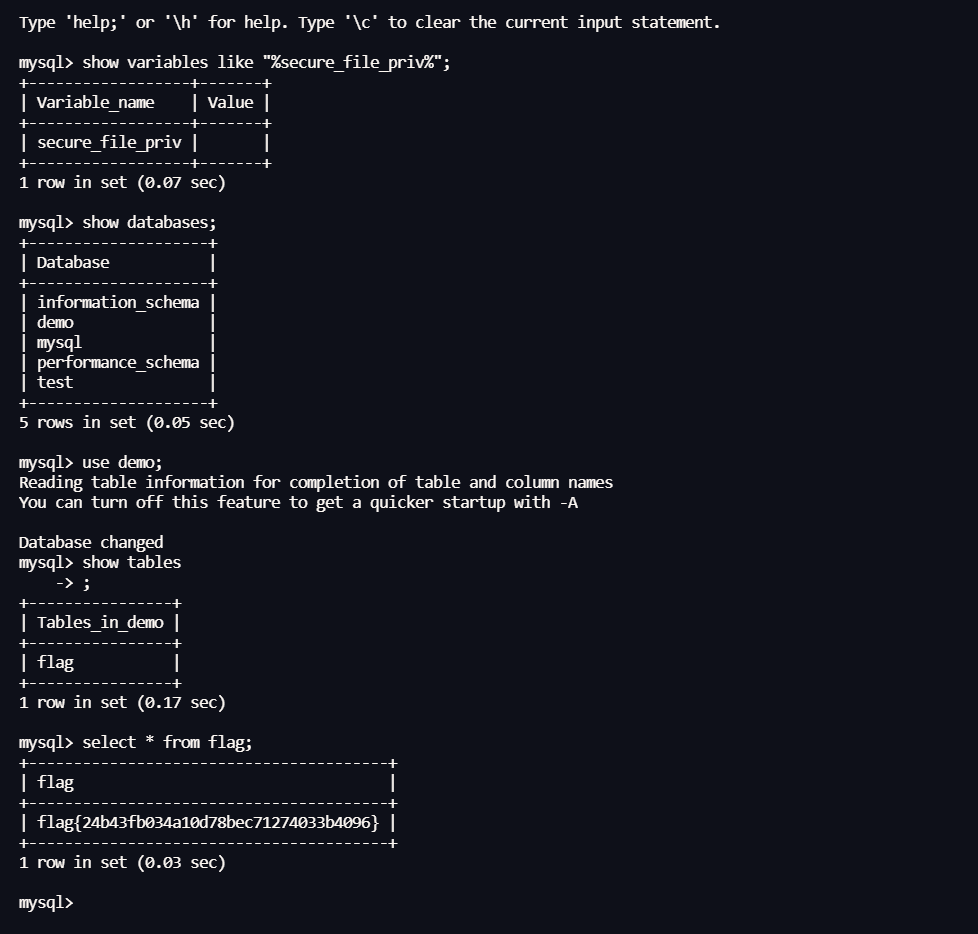 Type 'help;' or '\h' for help. Type '\c' to clear the current input statement.
mysql> show variables like "%secure_file_priv%";
+------------------+-------+
| Variable_name    | Value |
+------------------+-------+
| secure_file_priv |       |
+------------------+-------+
1 row in set (0.07 sec)
mysql> show databases;
+--------------------+
| Database           |
+--------------------+
| information_schema |
| demo               |
| mysql              |
| performance_schema |
| test               |
+--------------------+
5 rows in set (0.05 sec)
mysql> use demo;
Reading table information for completion of table and column names
You can turn off this feature to get a quicker startup with -A
Database changed
mysql> show tables
    -> ;
+----------------+
| Tables_in_demo |
+----------------+
| flag           |
+----------------+
1 row in set (0.17 sec)
mysql> select * from flag;
+----------------------------------------+
| flag                                   |
+----------------------------------------+
| flag{24b43fb034a10d78bec71274033b4096} |
+----------------------------------------+
1 row in set (0.03 sec)
mysql>